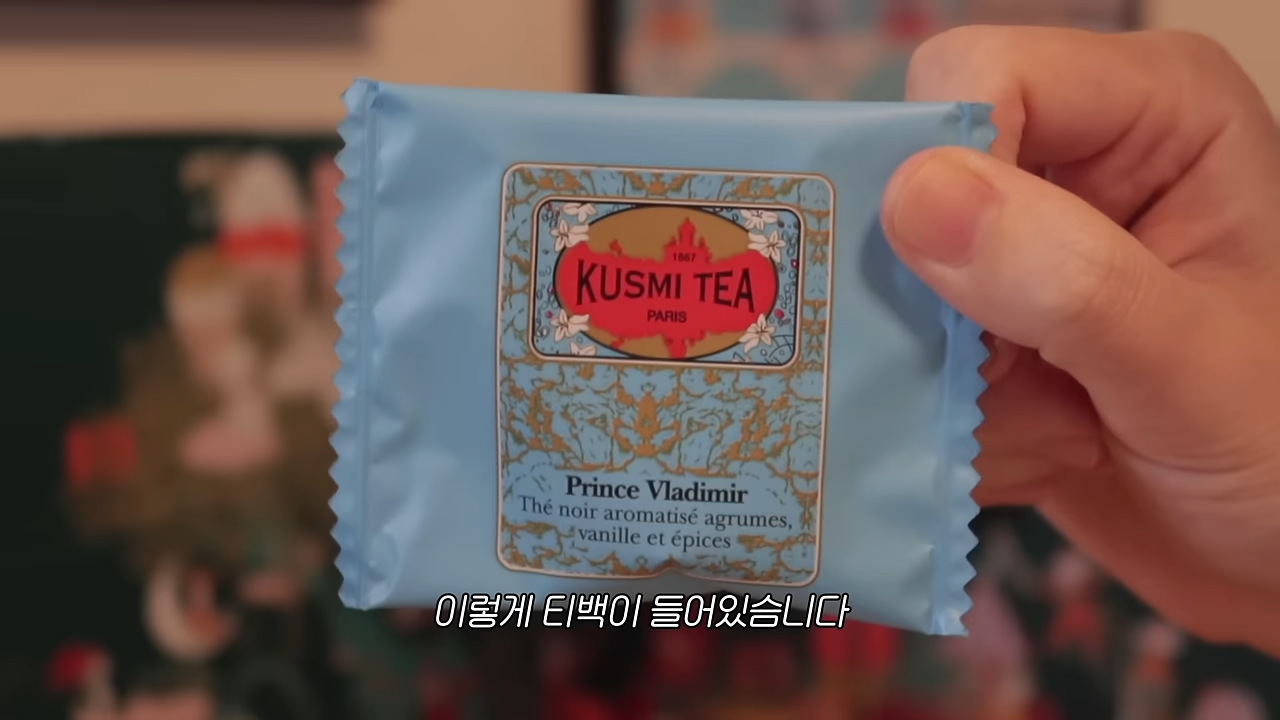 1867
KUSMI TEA
PARIS
Prince Vladimir
Thé noir aromatisé agrumes,
vanille et épices
이렇게 티백이 들어있습니다